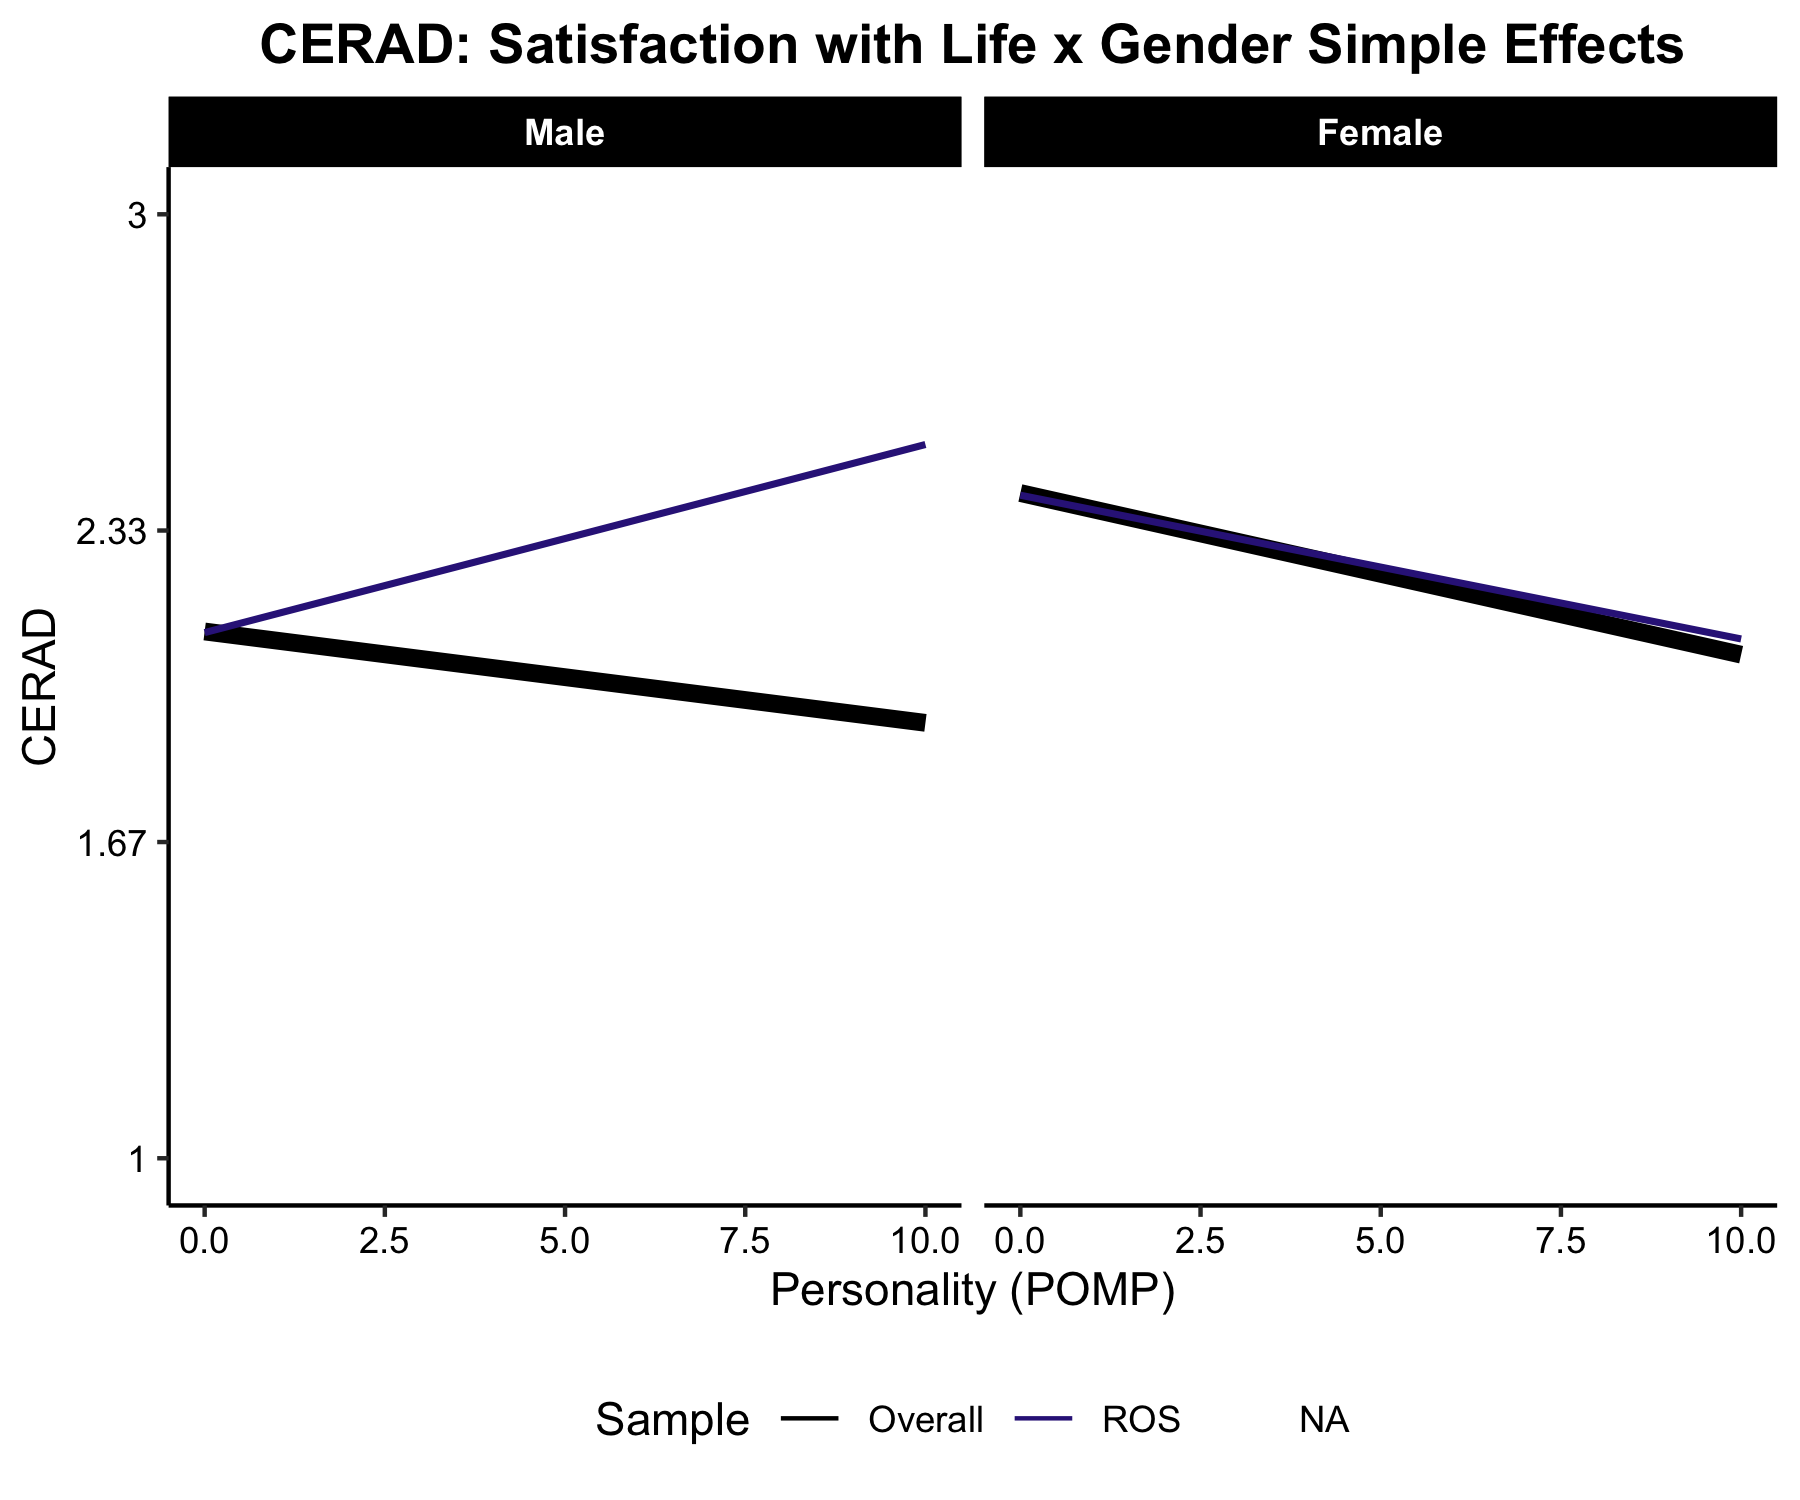 CERAD: Satisfaction with Life x Gender Simple Effects
Male Female
3
2.33
1.67
1
CERAD
0.0 2.5 5.0 7.5 10.0 0.0 2.5 5.0 7.5 10.0
Personality (POMP)
Sample Overall ROS NA